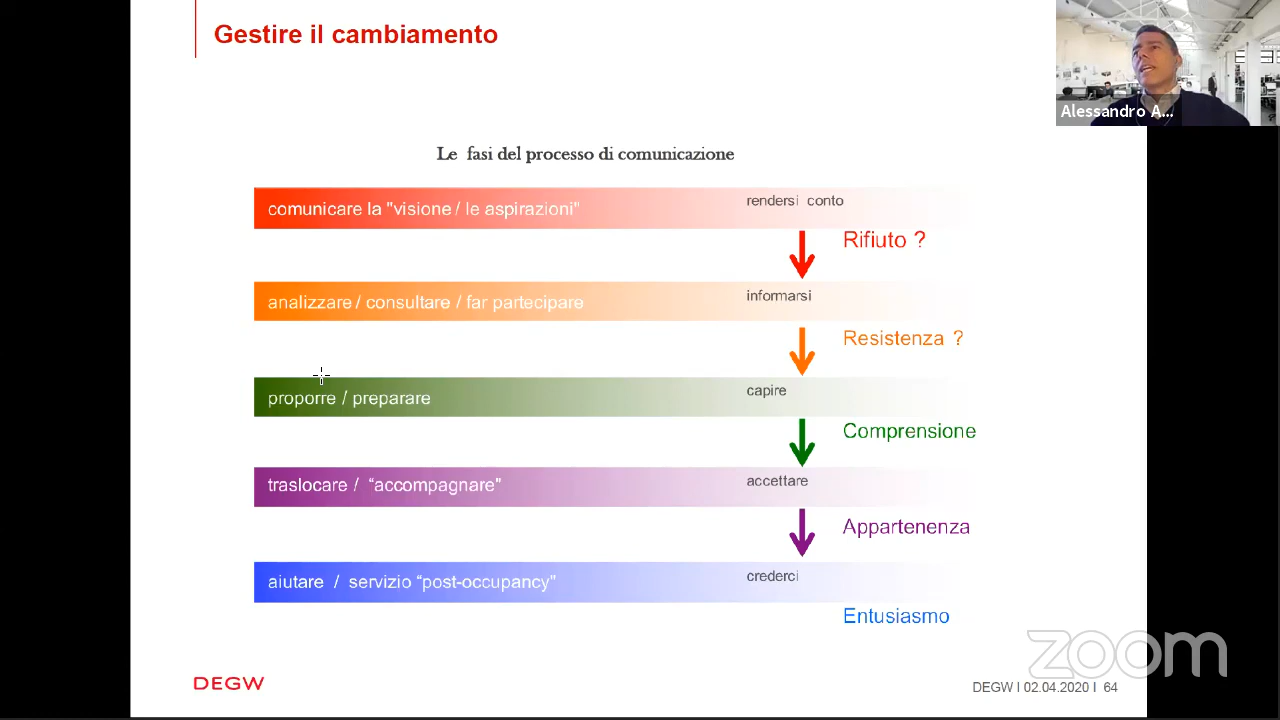 Gestire il cambiamento
Alessandro A...
Le fasi del processo di comunicazione
comunicare la "visione / le aspirazioni"
rendersi conto
Rifiuto ?
analizzare / consultare / far partecipare
informarsi
Resistenza ?
proporre / preparare
capire
Comprensione
traslocare / “accompagnare"
accettare
Appartenenza
aiutare / servizio “post-occupancy”
crederci
Entusiasmo
zoom
DEGW
DEGW I 02.04.2020 I 64